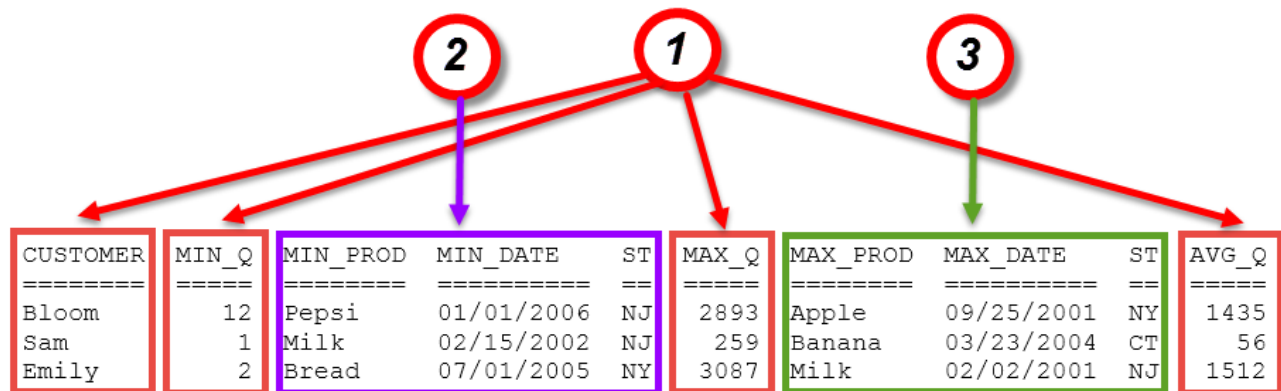 2 1 3
CUSTOMER MIN_Q MIN_PROD MIN_DATE ST MAX_Q MAX_PROD MAX_DATE ST AVG_Q
======== ===== ======== ========== == ===== ======== ========== == =====
Bloom 12 Pepsi 01/01/2006 NJ 2893 Apple 09/25/2001 NY 1435
Sam 1 Milk 02/15/2002 NJ 259 Banana 03/23/2004 CT 56
Emily 2 Bread 07/01/2005 NY 3087 Milk 02/02/2001 NJ 1512